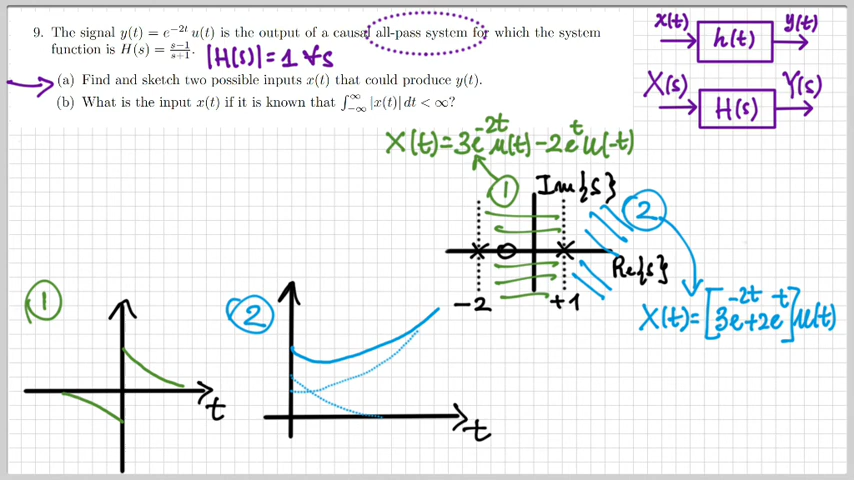 9. The signal y(t) = e^{-2t} u(t) is the output of a causal all-pass system for which the system
function is H(s) = \frac{s-1}{s+1}. |H(s)| = 1 ∀s
(a) Find and sketch two possible inputs x(t) that could produce y(t).
(b) What is the input x(t) if it is known that ∫_{-∞}^{∞} |x(t)| dt < ∞?
x(t) h(t) y(t)
X(s) H(s) Y(s)
X(t)=3e^{-2t}u(t)-2e^{t}u(-t)
1 Im{s} 2
Re{s}
-2 +1
X(t)=[3e^{-2t}+2e^{t}]u(t)
1
t
2
t